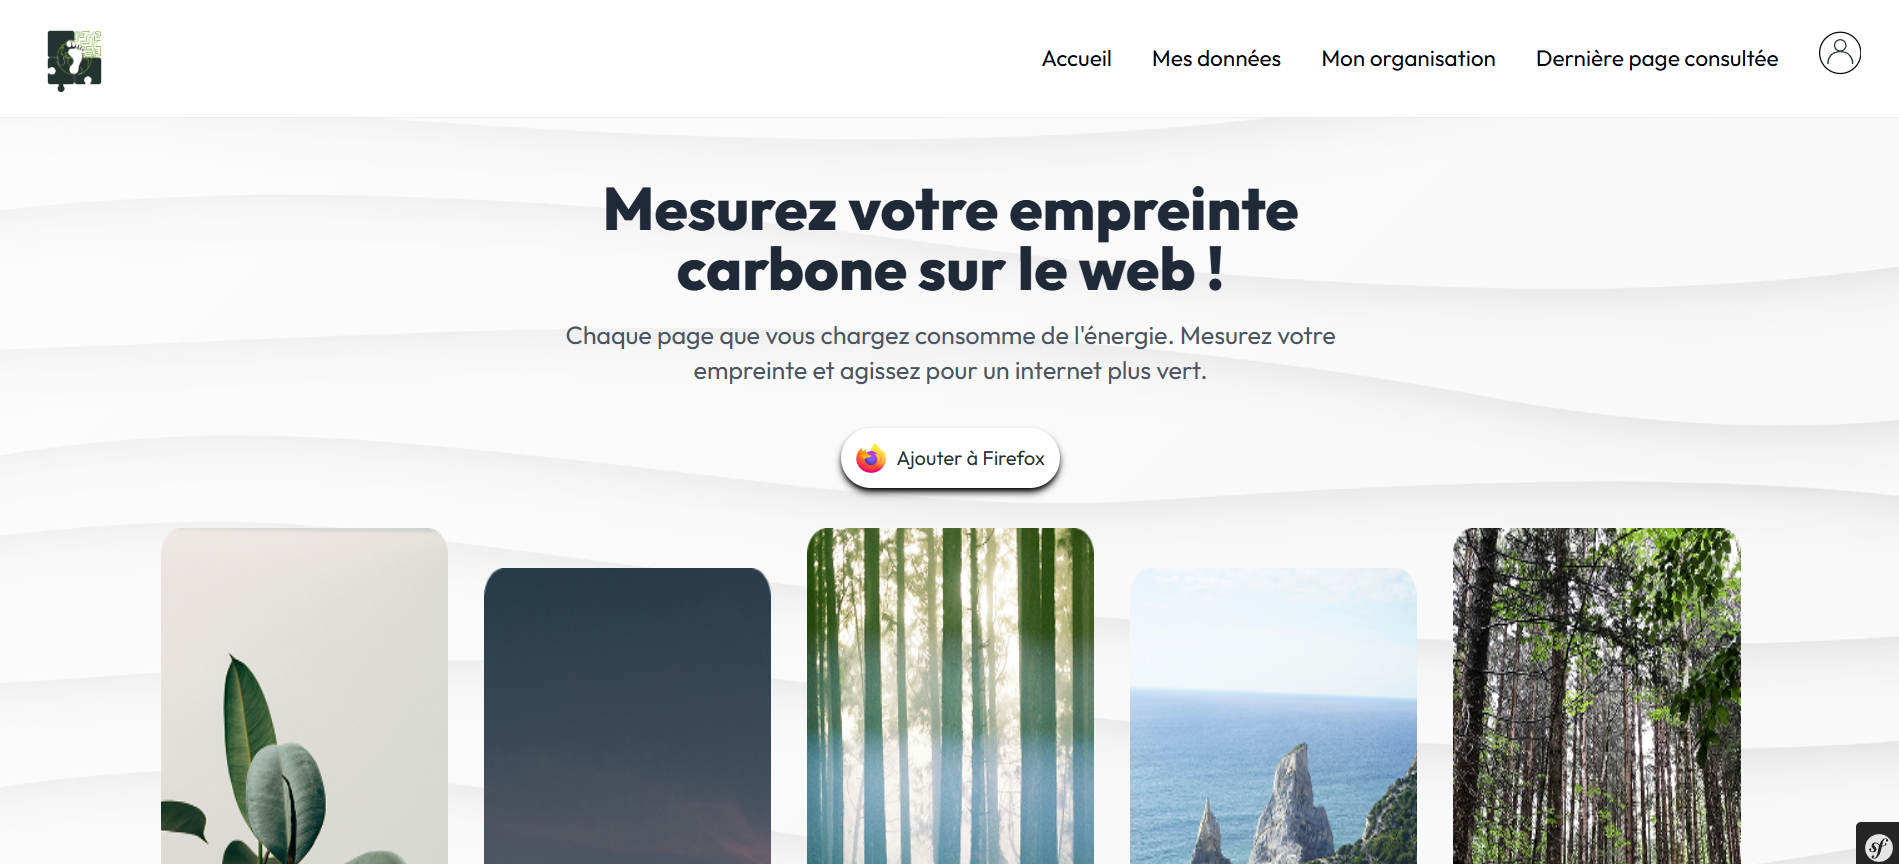 Accueil
Mes données
Mon organisation
Dernière page consultée
Mesurez votre empreinte
carbone sur le web !
Chaque page que vous chargez consomme de l'énergie. Mesurez votre
empreinte et agissez pour un internet plus vert.
Ajouter à Firefox
sf